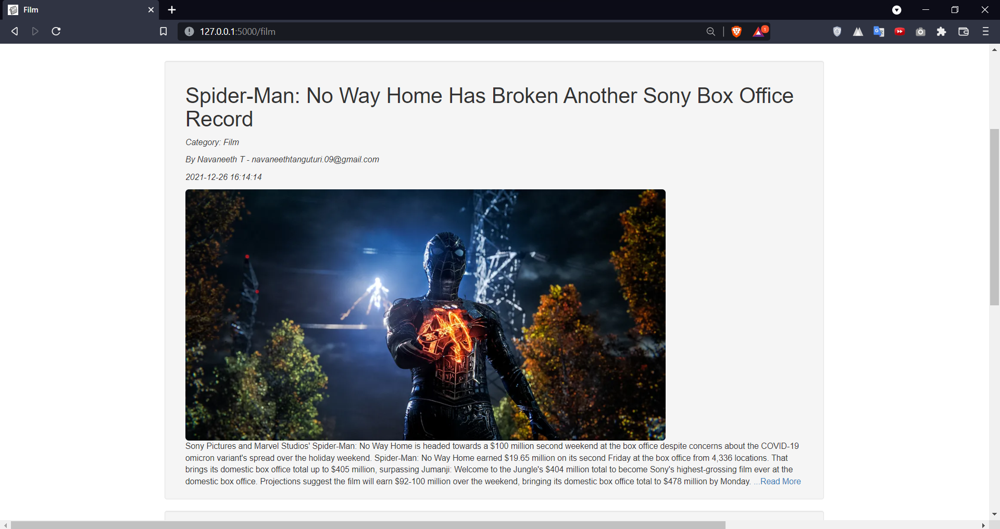 Film
127.0.0.1:5000/film
1
Spider-Man: No Way Home Has Broken Another Sony Box Office
Record
Category: Film
By Navaneeth T - navaneethtanguturi.09@gmail.com
2021-12-26 16:14:14
Sony Pictures and Marvel Studios' Spider-Man: No Way Home is headed towards a $100 million second weekend at the box office despite concerns about the COVID-19
omicron variant's spread over the holiday weekend. Spider-Man: No Way Home earned $19.65 million on its second Friday at the box office from 4,336 locations. That
brings its domestic box office total up to $405 million, surpassing Jumanji: Welcome to the Jungle's $404 million total to become Sony's highest-grossing film ever at the
domestic box office. Projections suggest the film will earn $92-100 million over the weekend, bringing its domestic box office total to $478 million by Monday. ...Read More